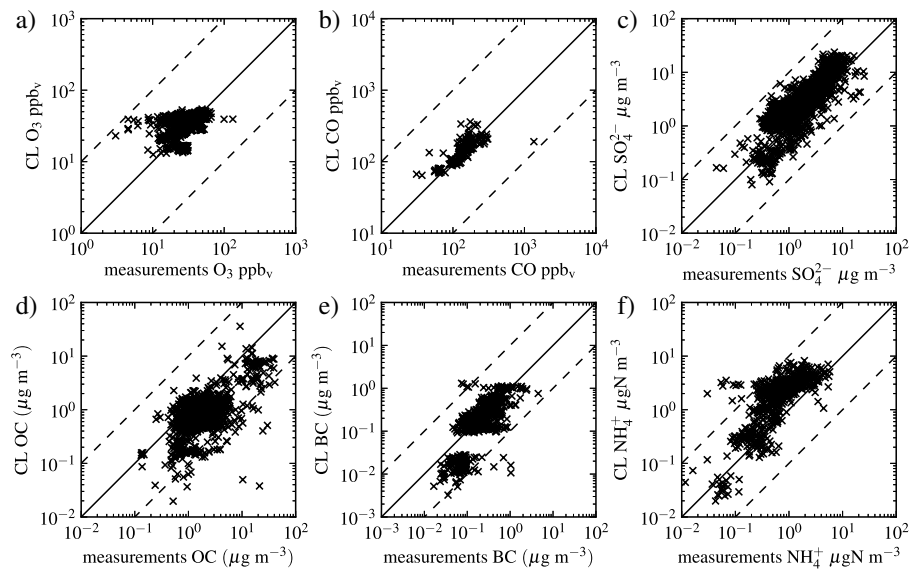 a)
10³
10²
10¹
10⁰
CL O₃ ppbᵥ
10⁰ 10¹ 10² 10³
measurements O₃ ppbᵥ
b)
10⁴
10³
10²
10¹
CL CO ppbᵥ
10¹ 10² 10³ 10⁴
measurements CO ppbᵥ
c)
10²
10¹
10⁰
10⁻¹
10⁻²
CL SO₄²⁻ μg m⁻³
10⁻² 10⁻¹ 10⁰ 10¹ 10²
measurements SO₄²⁻ μg m⁻³
d)
10²
10¹
10⁰
10⁻¹
10⁻²
CL OC (μg m⁻³)
10⁻² 10⁻¹ 10⁰ 10¹ 10²
measurements OC (μg m⁻³)
e)
10²
10¹
10⁰
10⁻¹
10⁻²
10⁻³
CL BC (μg m⁻³)
10⁻³ 10⁻² 10⁻¹ 10⁰ 10¹ 10²
measurements BC (μg m⁻³)
f)
10²
10¹
10⁰
10⁻¹
10⁻²
CL NH₄⁺ μgN m⁻³
10⁻² 10⁻¹ 10⁰ 10¹ 10²
measurements NH₄⁺ μgN m⁻³